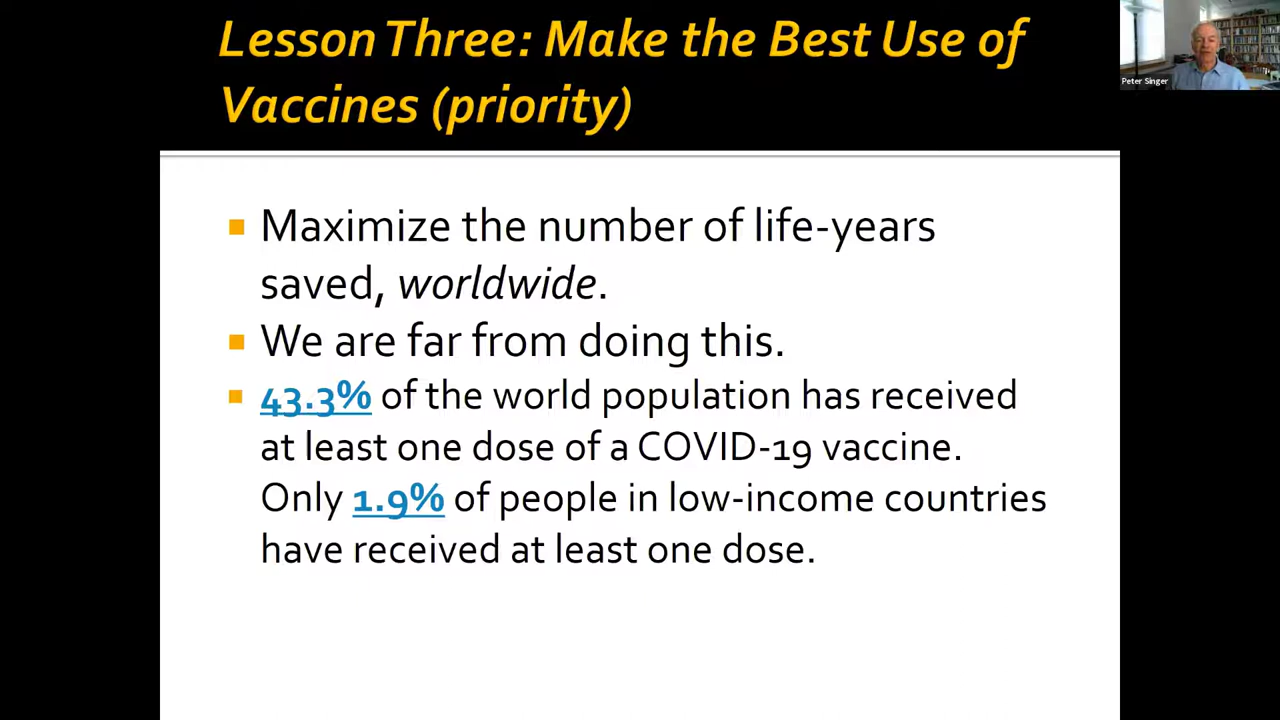 Lesson Three: Make the Best Use of
Vaccines (priority)
Peter Singer
Maximize the number of life-years
saved, worldwide.
We are far from doing this.
43.3% of the world population has received
at least one dose of a COVID-19 vaccine.
Only 1.9% of people in low-income countries
have received at least one dose.